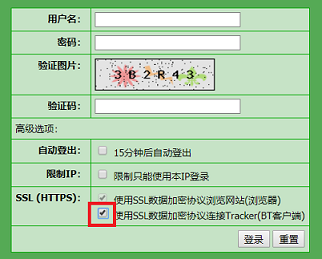 用户名:
密码:
验证图片: 3B2R43
验证码:
高级选项:
自动登出: 15分钟后自动登出
限制IP: 限制只能使用本IP登录
SSL (HTTPS): 使用SSL数据加密协议浏览网站(浏览器)
使用SSL数据加密协议连接Tracker(BT客户端)
登录 重置